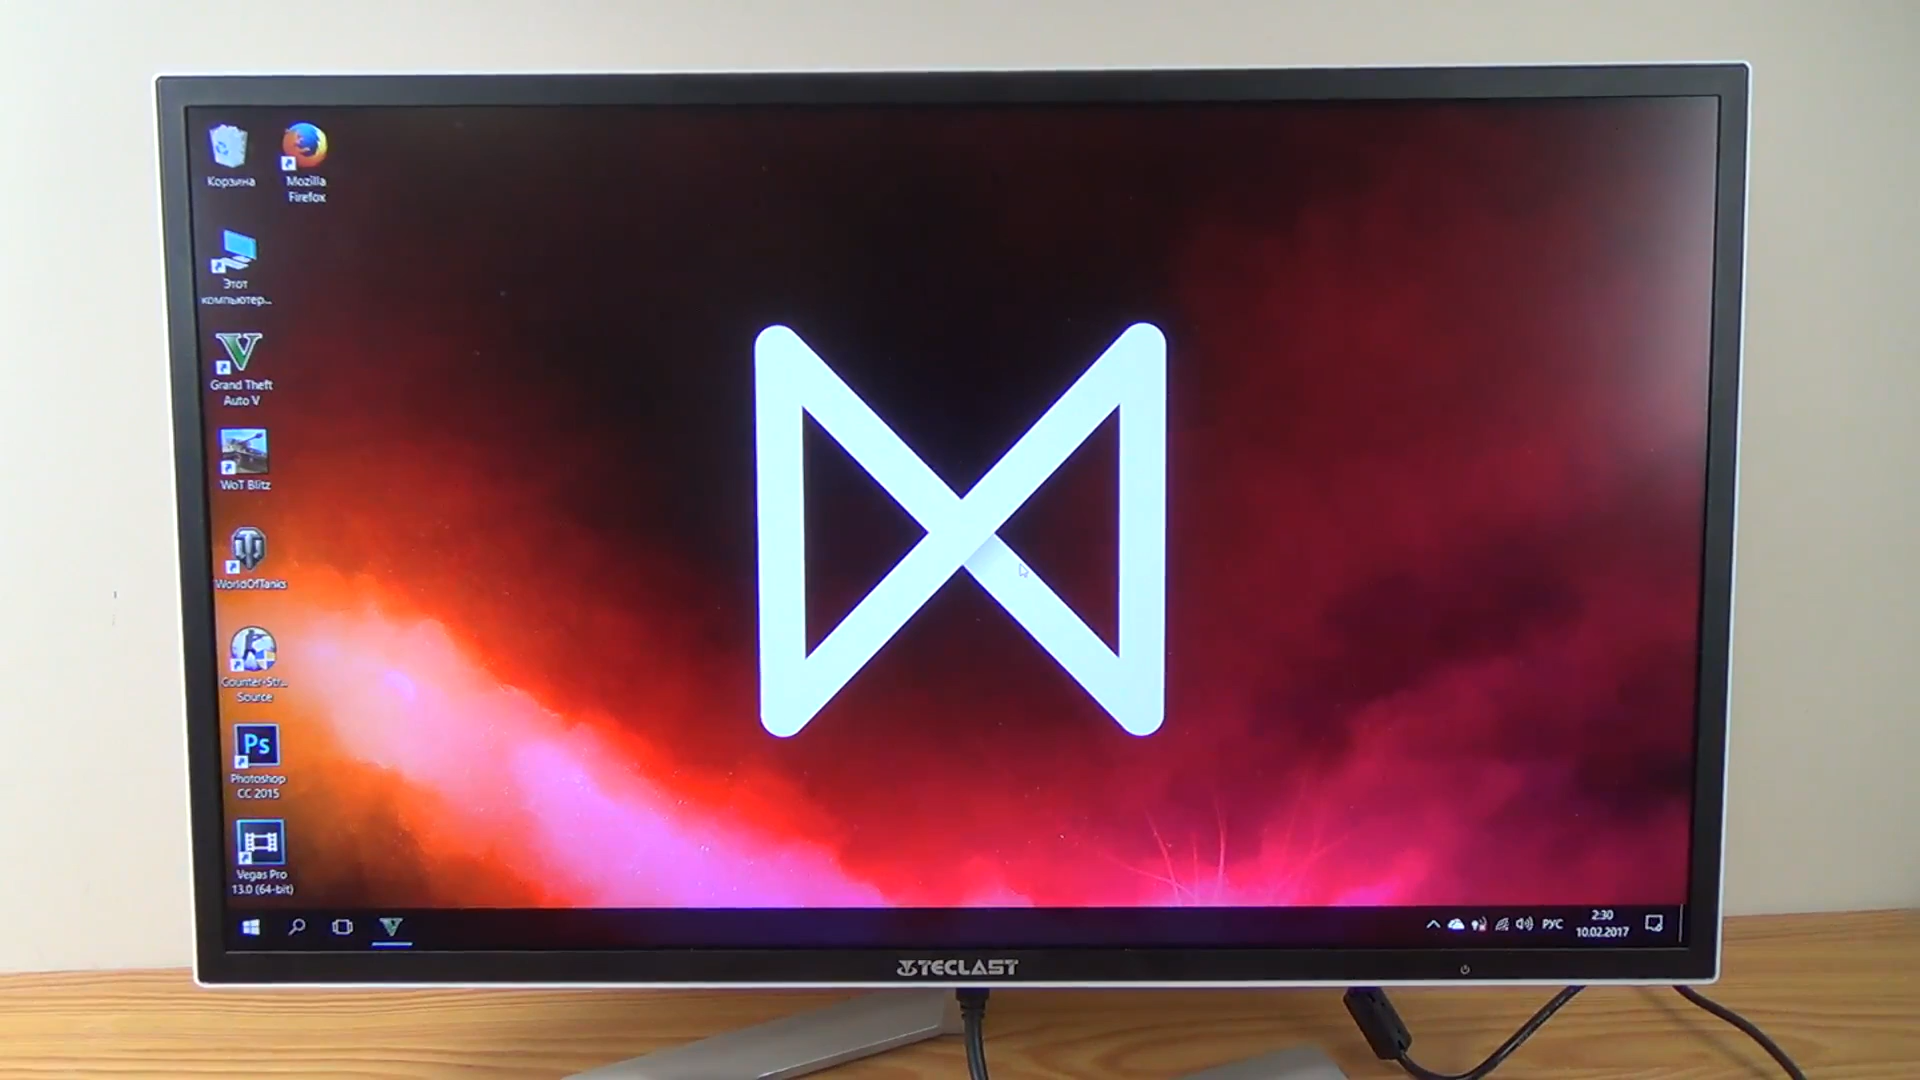 Корзина
Mozilla
Firefox
Этот
компьютер...
Grand Theft
Auto V
WoT Blitz
WorldOfTanks
Counter-Str...
Source
Ps
Photoshop
CC 2015
Vegas Pro
13.0 (64-bit)
РУС
2:30
10.02.2017
TECLAST